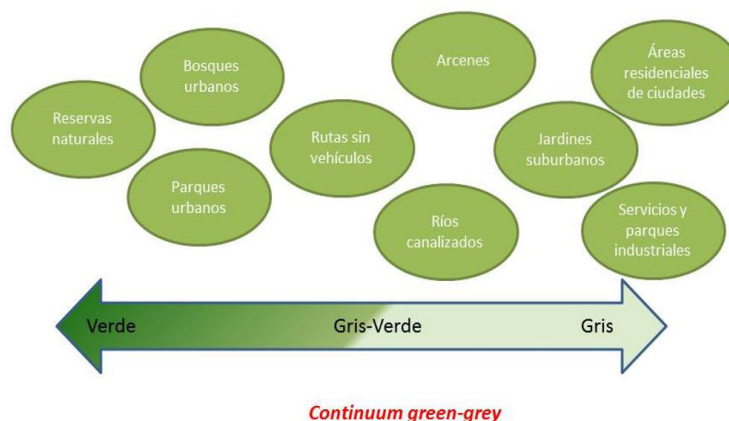 Reservas
naturales
Bosques
urbanos
Parques
urbanos
Rutas sin
vehículos
Arcenes
Ríos
canalizados
Jardines
suburbanos
Áreas
residenciales
de ciudades
Servicios y
parques
industriales
Verde
Gris-Verde
Gris
Continuum green-grey